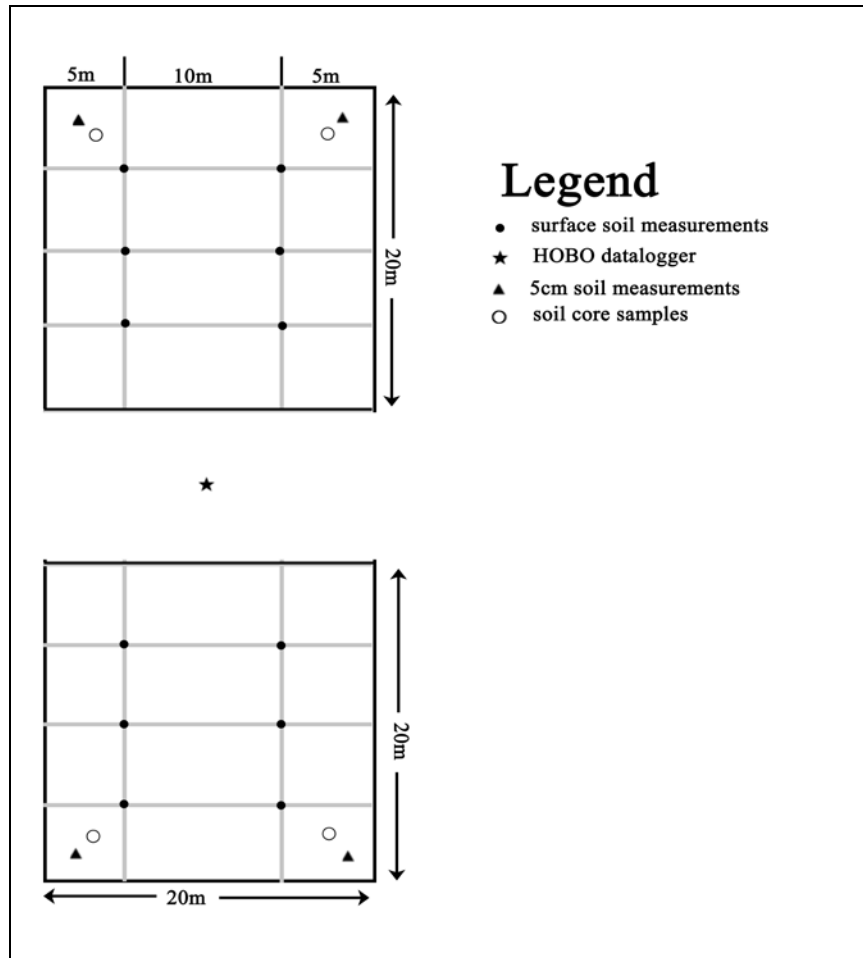 5m 10m 5m
20m
Legend
surface soil measurements
HOBO datalogger
5cm soil measurements
soil core samples
20m
20m